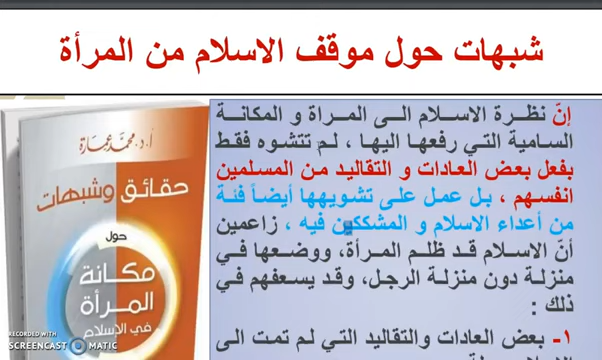 شبهات حول موقف الاسلام من المرأة
إنّ نظرة الاسلام الى المراة و المكانة
السامية التي رفعها اليها ، لم تتشوه فقط
بفعل بعض العادات و التقاليد من المسلمين
انفسهم ، بل عمل على تشويهها أيضاً فئة
من أعداء الاسلام و المشككين فيه ، زاعمين
أنّ الاسلام قد ظلم المرأة، ووضعها في
منزلة دون منزلة الرجل، وقد يسعفهم في
ذلك :
١- بعض العادات والتقاليد التي لم تمت الى
أ.د. محمد عمارة
حقائق وشبهات
حول
مكانة
المرأة
في الإسلام
RECORDED WITH
SCREENCAST MATIC